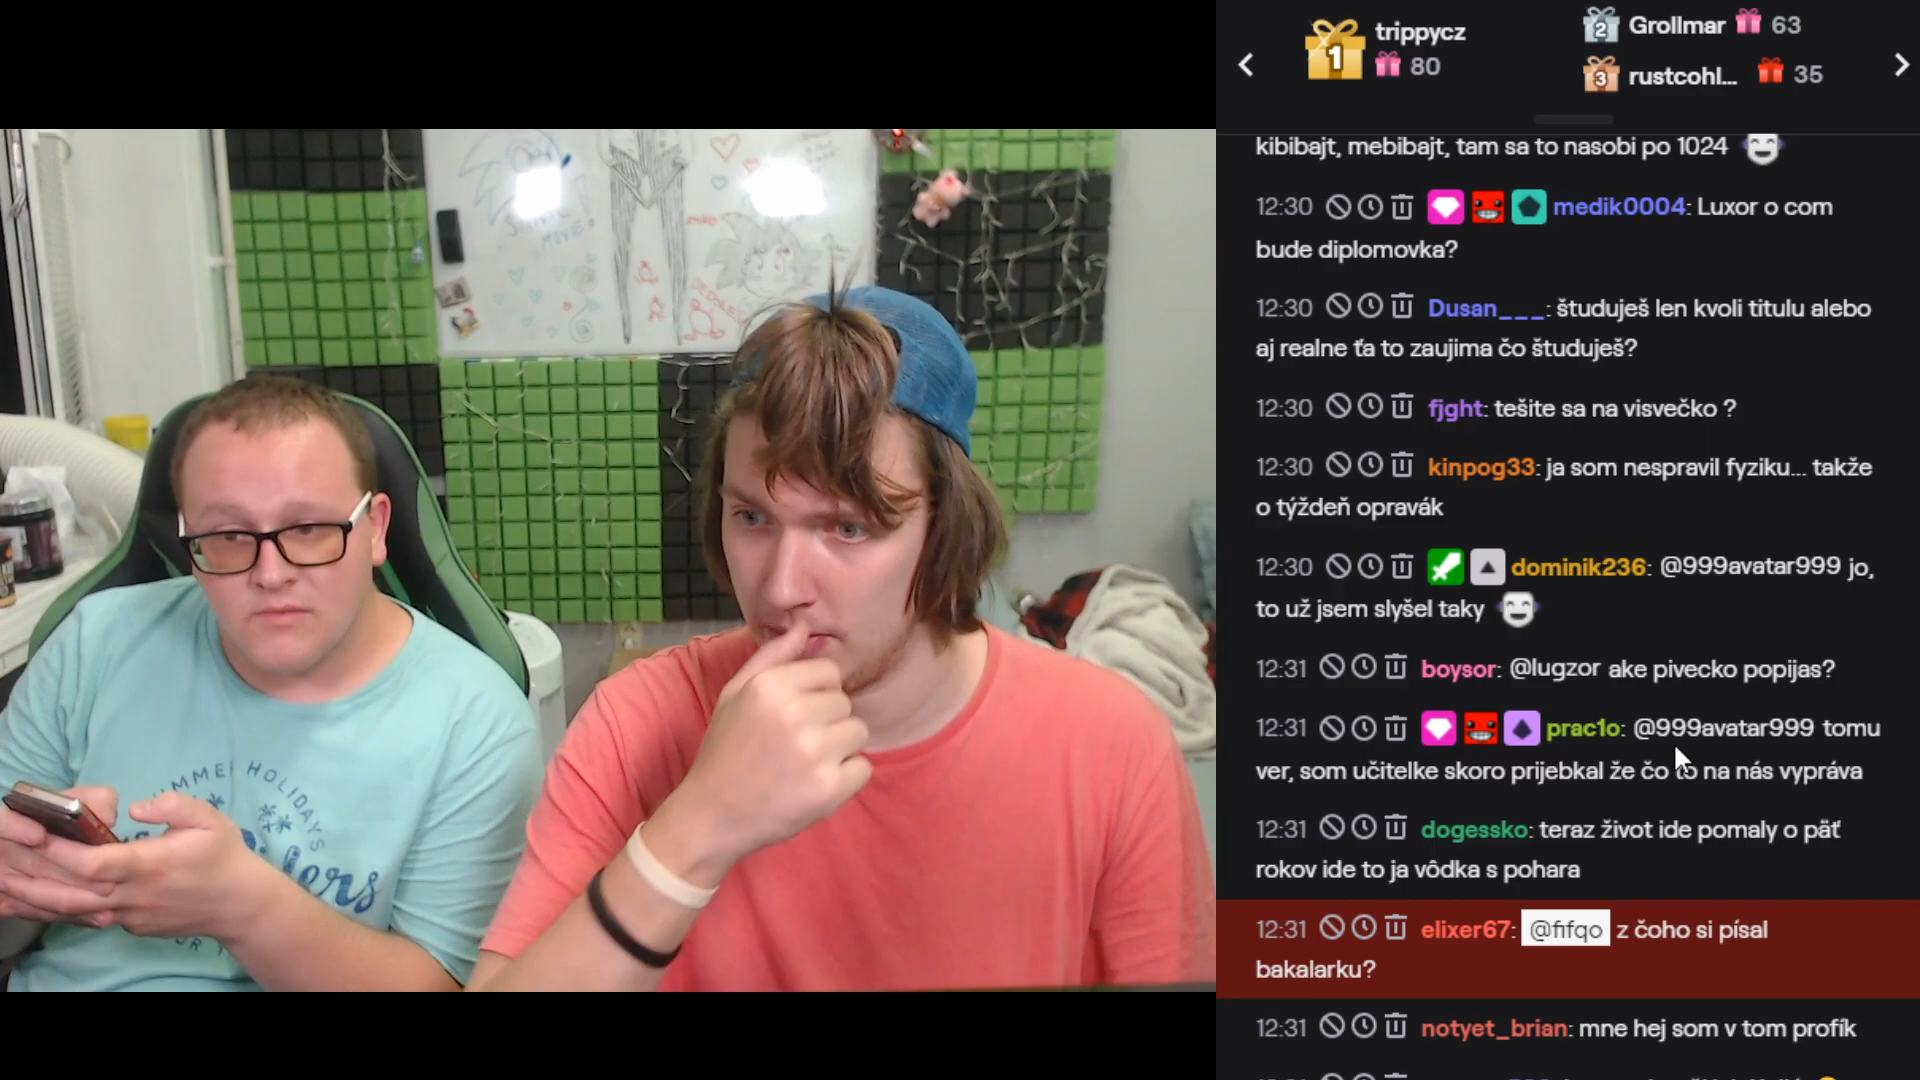 1
trippycz
80
2 Grollmar 63
3 rustcohl... 35
kibibajt, mebibajt, tam sa to nasobi po 1024
12:30 medik0004: Luxor o com
bude diplomovka?
12:30 Dusan___: študuješ len kvoli titulu alebo
aj realne ťa to zaujima čo študuješ?
12:30 fjght: tešite sa na visvečko ?
12:30 kinpog33: ja som nespravil fyziku... takže
o týždeň opravák
12:30 dominik236: @999avatar999 jo,
to už jsem slyšel taky
12:31 boysor: @lugzor ake pivecko popijas?
12:31 prac1o: @999avatar999 tomu
ver, som učitelke skoro prijebkal že čo to na nás vypráva
12:31 dogessko: teraz život ide pomaly o päť
rokov ide to ja vôdka s pohara
12:31 elixer67: @fifqo z čoho si písal
bakalarku?
12:31 notyet_brian: mne hej som v tom profík
SONIC
MOVIE
HOLIDAYS